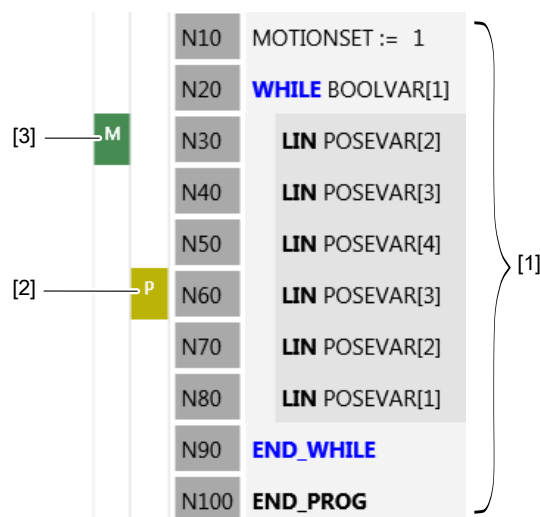 N10 MOTIONSET := 1
N20 WHILE BOOLVAR[1]
[3] M N30 LIN POSEVAR[2]
N40 LIN POSEVAR[3]
N50 LIN POSEVAR[4]
[1]
[2] P N60 LIN POSEVAR[3]
N70 LIN POSEVAR[2]
N80 LIN POSEVAR[1]
N90 END_WHILE
N100 END_PROG